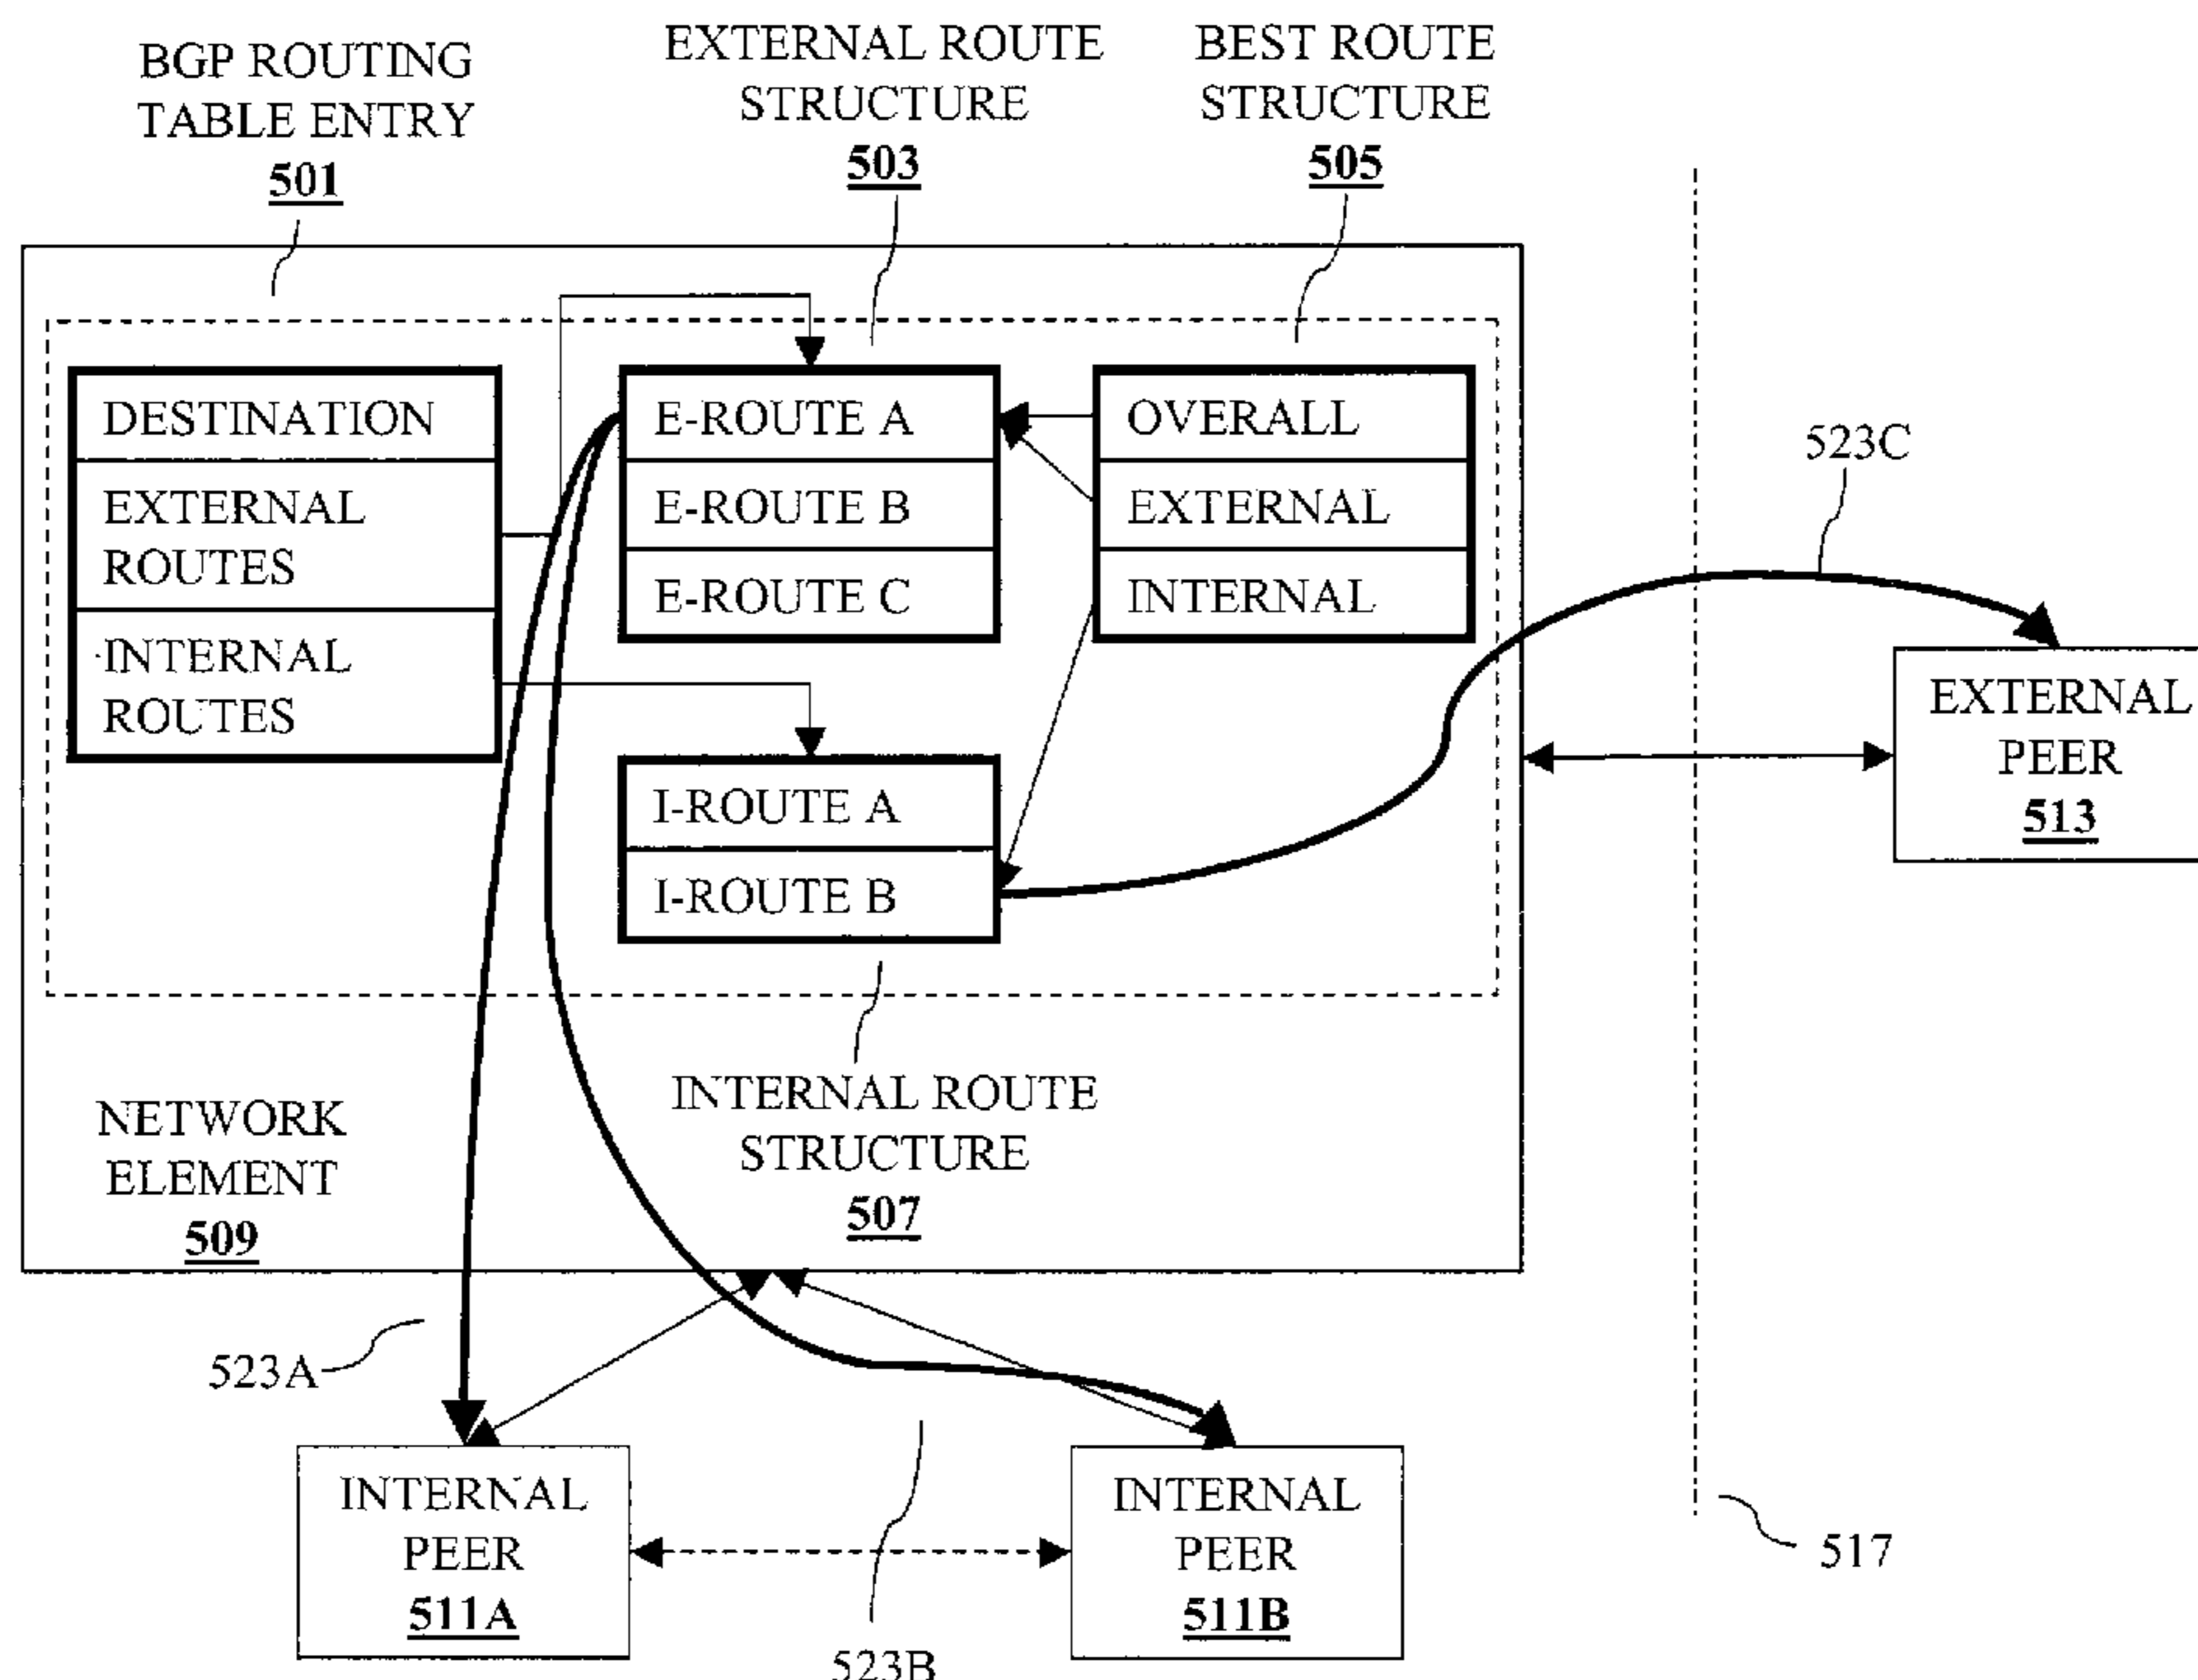 BGP ROUTING
TABLE ENTRY
501
EXTERNAL ROUTE
STRUCTURE
503
BEST ROUTE
STRUCTURE
505
DESTINATION
EXTERNAL
ROUTES
INTERNAL
ROUTES
E-ROUTE A
E-ROUTE B
E-ROUTE C
OVERALL
EXTERNAL
INTERNAL
523C
I-ROUTE A
I-ROUTE B
EXTERNAL
PEER
513
NETWORK
ELEMENT
509
INTERNAL ROUTE
STRUCTURE
507
523A
INTERNAL
PEER
511A
523B
INTERNAL
PEER
511B
517